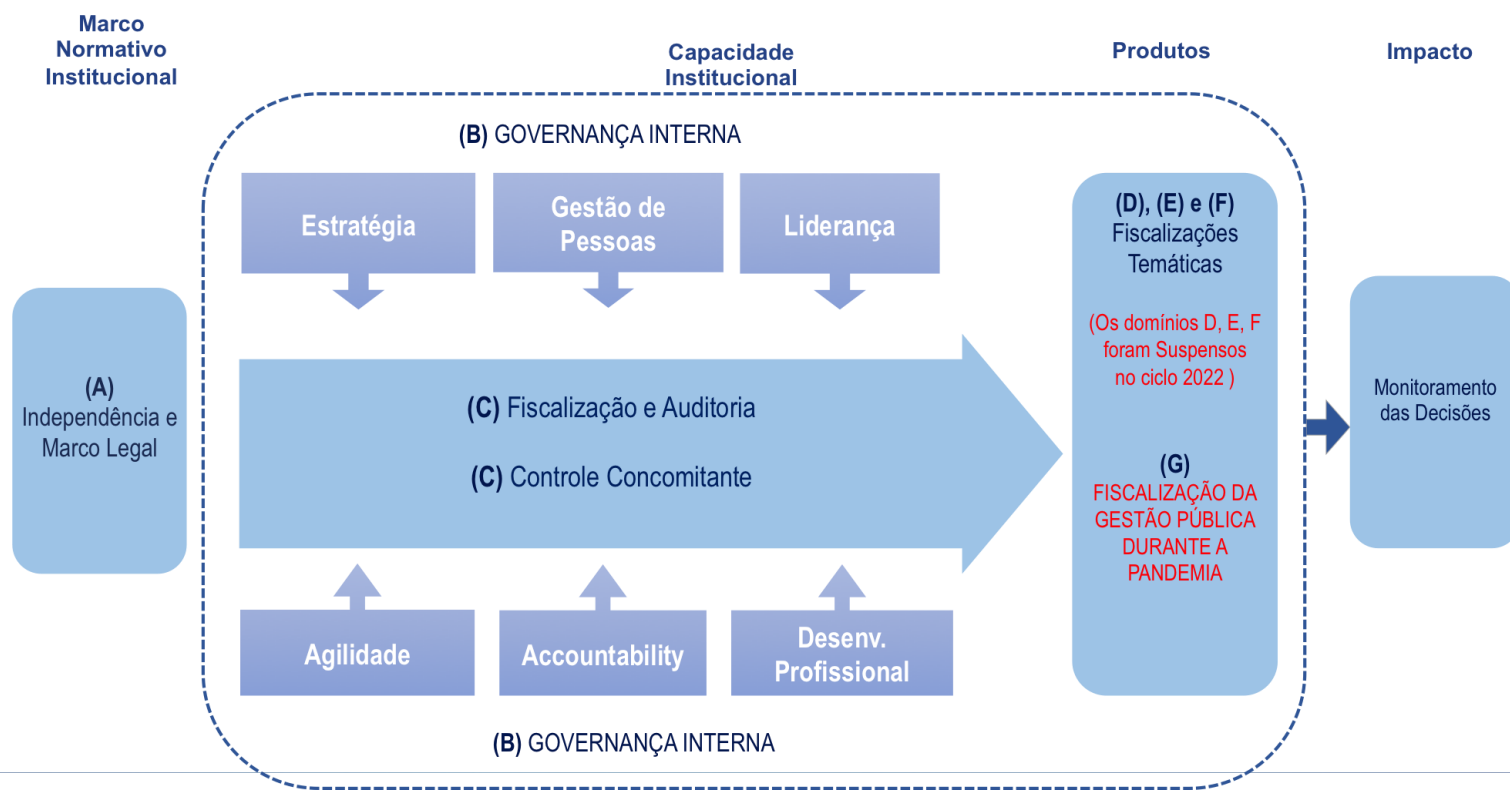 Marco
Normativo
Institucional
Capacidade
Institucional
Produtos
Impacto
(B) GOVERNANÇA INTERNA
Estratégia
Gestão de
Pessoas
Liderança
(A)
Independência e
Marco Legal
(C) Fiscalização e Auditoria
(C) Controle Concomitante
Agilidade
Accountability
Desenv.
Profissional
(B) GOVERNANÇA INTERNA
(D), (E) e (F)
Fiscalizações
Temáticas
(Os domínios D, E, F
foram Suspensos
no ciclo 2022 )
(G)
FISCALIZAÇÃO DA
GESTÃO PÚBLICA
DURANTE A
PANDEMIA
Monitoramento
das Decisões